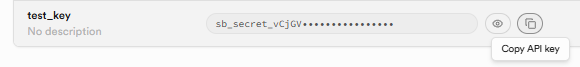 test_key
sb_secret_vCjGV••••••••••••••••
No description
Copy API key